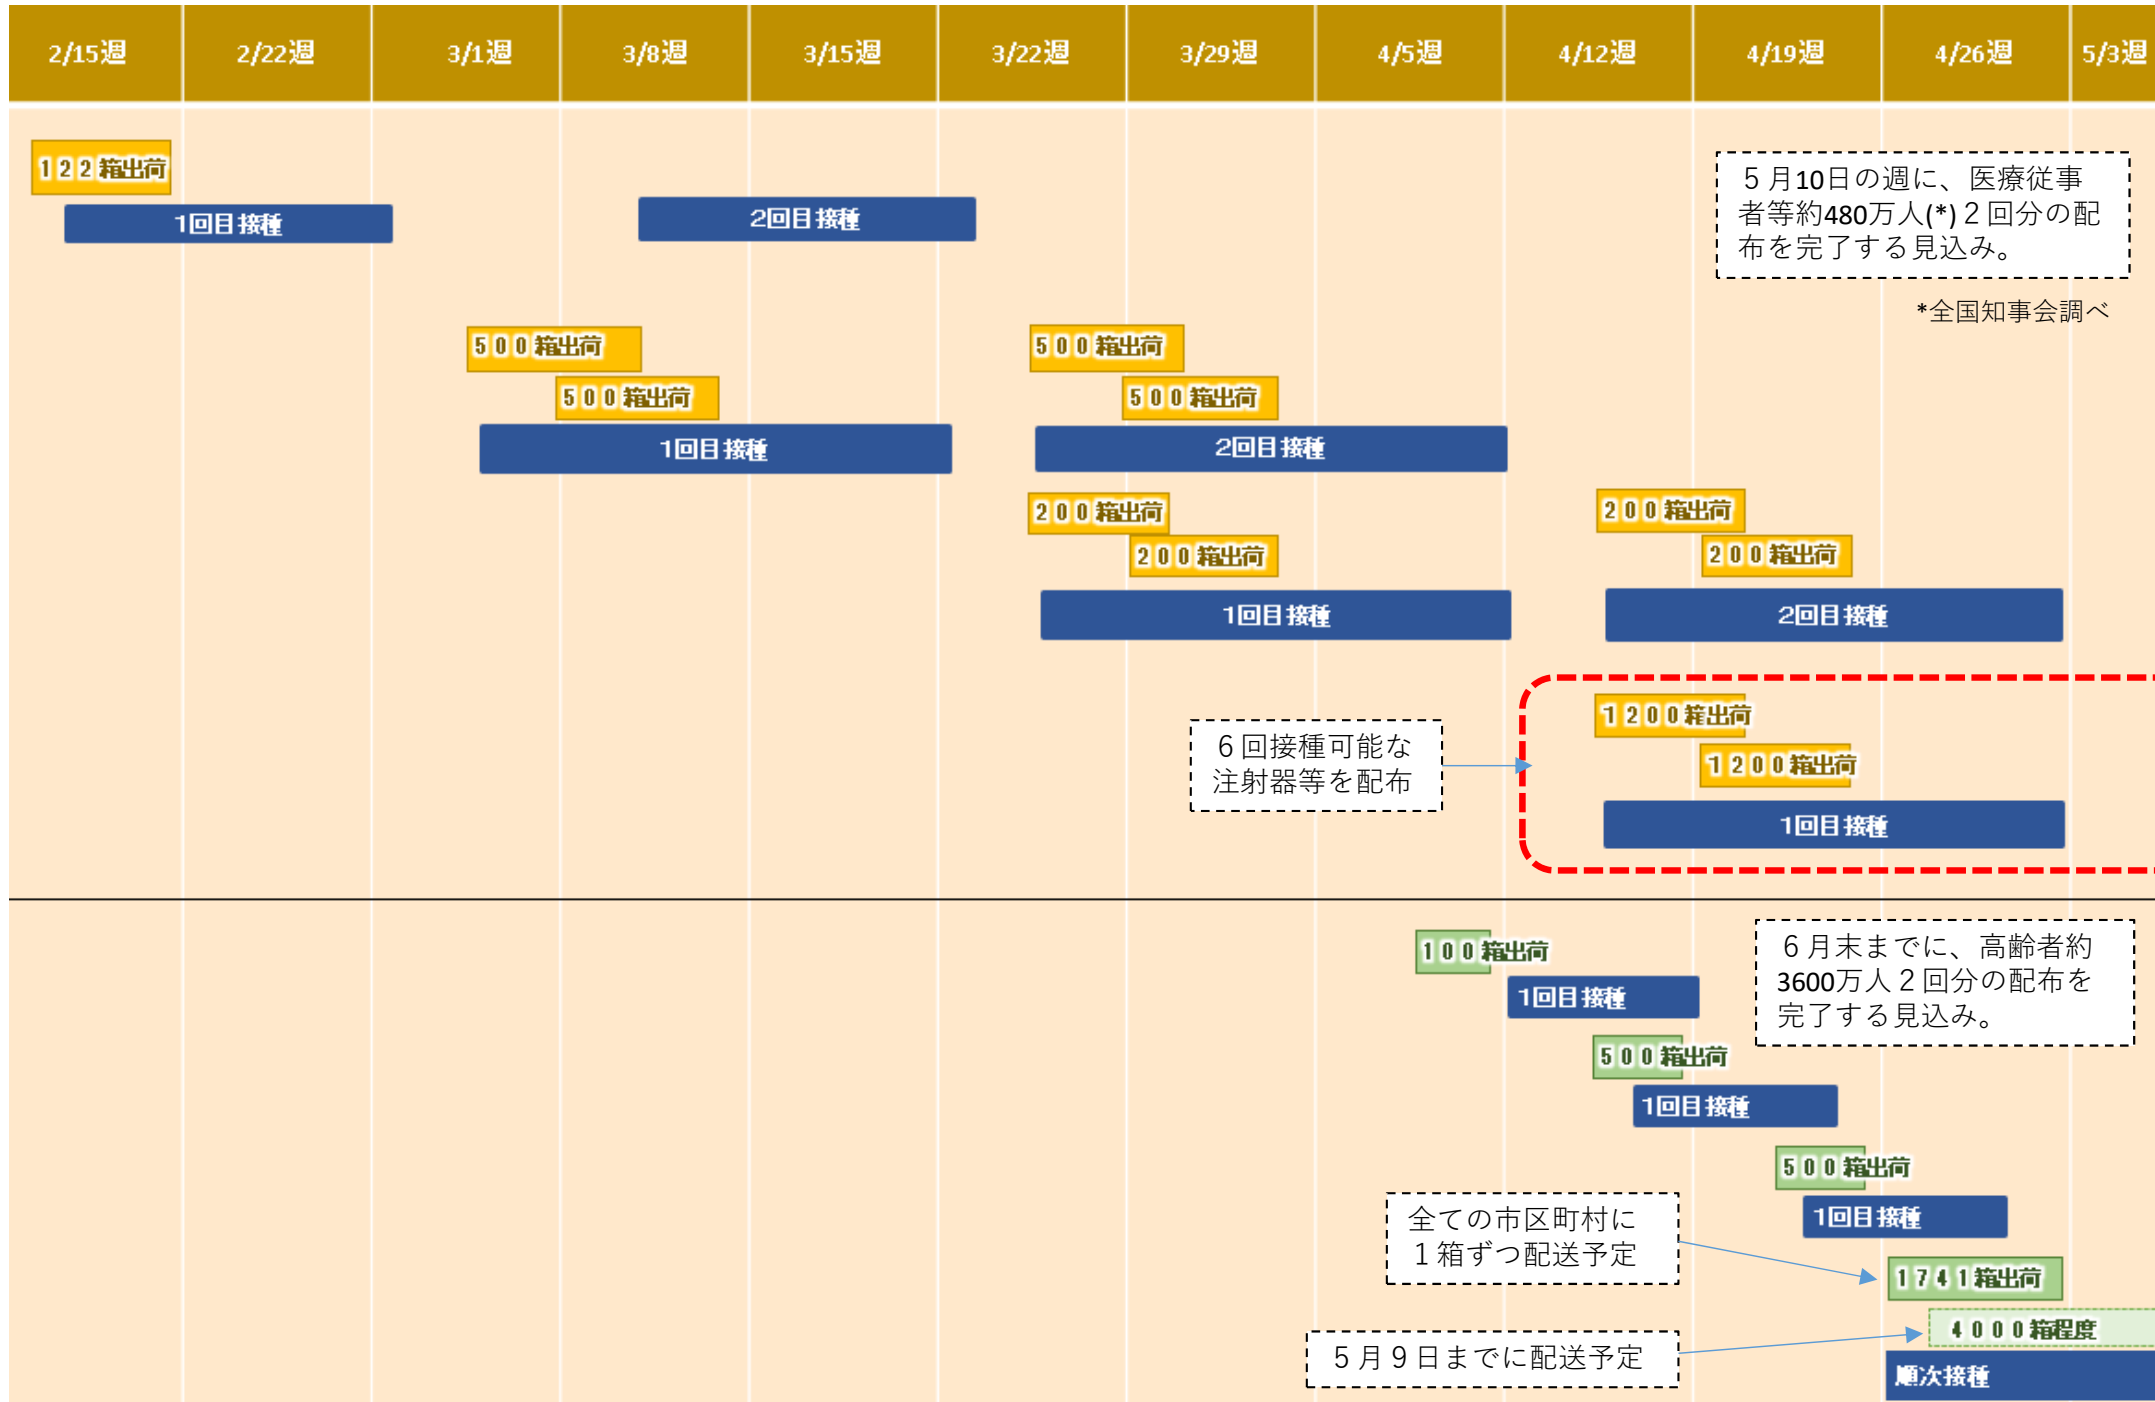 2/15週
2/22週
3/1週
3/8週
3/15週
3/22週
3/29週
4/5週
4/12週
4/19週
4/26週
5/3週
１２２箱出荷
1回目接種
2回目接種
５月10日の週に、医療従事
者等約480万人(*)２回分の配
布を完了する見込み。
*全国知事会調べ
５００箱出荷
５００箱出荷
1回目接種
５００箱出荷
５００箱出荷
2回目接種
２００箱出荷
２００箱出荷
1回目接種
２００箱出荷
２００箱出荷
2回目接種
６回接種可能な
注射器等を配布
１２００箱出荷
１２００箱出荷
1回目接種
１００箱出荷
1回目接種
６月末までに、高齢者約
3600万人２回分の配布を
完了する見込み。
５００箱出荷
1回目接種
５００箱出荷
1回目接種
全ての市区町村に
１箱ずつ配送予定
１７４１箱出荷
４０００箱程度
５月９日までに配送予定
順次接種